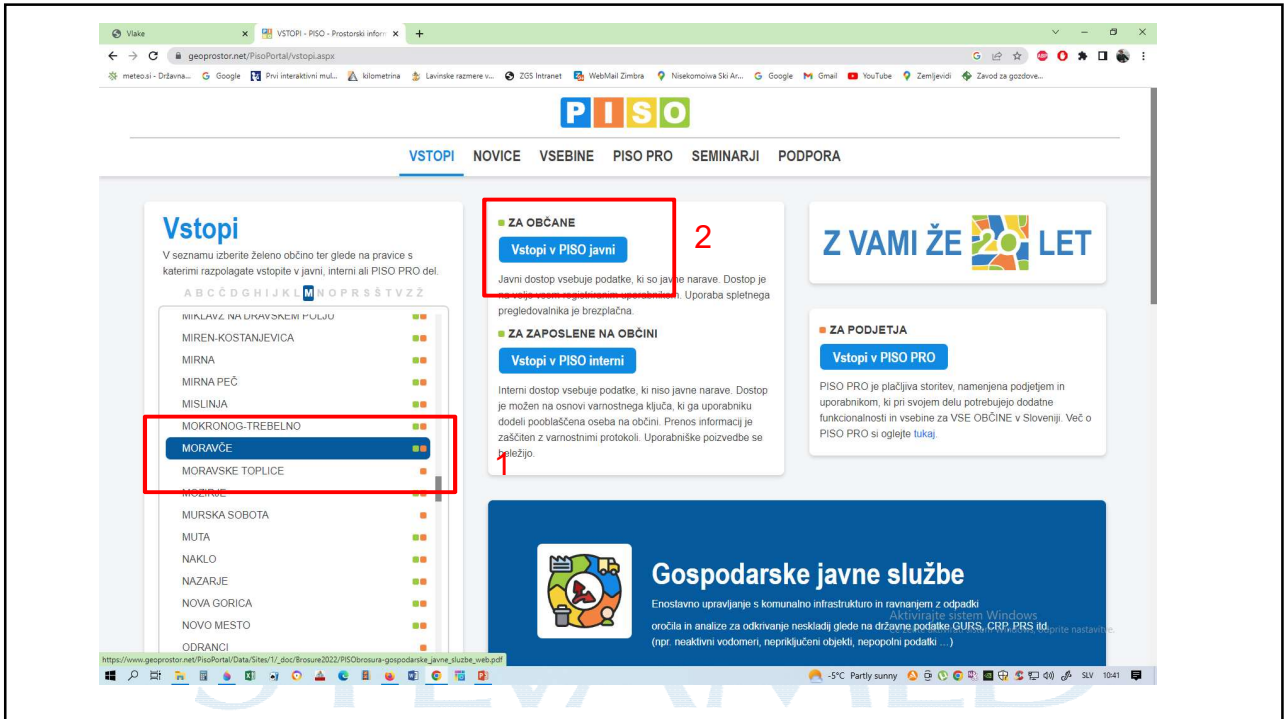 Vlake
VSTOPI - PISO - Prostorski inform
geoprostor.net/PisoPortal/vstopi.aspx
meteo.si - Državna... Google Prvi interaktivni mul... kilometrina Lavinske razmere v... ZGS Intranet WebMail Zimbra Nisekomoiwa Ski Ar... Google Gmail YouTube Zemljevidi Zavod za gozdove...
PISO
VSTOPI NOVICE VSEBINE PISO PRO SEMINARJI PODPORA
Vstopi
V seznamu izberite želeno občino ter glede na pravice s
katerimi razpolagate vstopite v javni, interni ali PISO PRO del.
A B C Č D G H I J K L M N O P R S Š T V Z Ž
MIKLAVŽ NA DRAVSKEM POLJU
MIREN-KOSTANJEVICA
MIRNA
MIRNA PEČ
MISLINJA
MOKRONOG-TREBELNO
MORAVČE
MORAVSKE TOPLICE
MOZIRJE
MURSKA SOBOTA
MUTA
NAKLO
NAZARJE
NOVA GORICA
NOVO MESTO
ODRANCI
1
ZA OBČANE
Vstopi v PISO javni
2
Javni dostop vsebuje podatke, ki so javne narave. Dostop je
na voljo vsem registriranim uporabnikom. Uporaba spletnega
pregledovalnika je brezplačna.
ZA ZAPOSLENE NA OBČINI
Vstopi v PISO interni
Interni dostop vsebuje podatke, ki niso javne narave. Dostop
je možen na osnovi varnostnega ključa, ki ga uporabniku
dodeli pooblaščena oseba na občini. Prenos informacij je
zaščiten z varnostnimi protokoli. Uporabniške poizvedbe se
beležijo.
Z VAMI ŽE 20 LET
ZA PODJETJA
Vstopi v PISO PRO
PISO PRO je plačljiva storitev, namenjena podjetjem in
uporabnikom, ki pri svojem delu potrebujejo dodatne
funkcionalnosti in vsebine za VSE OBČINE v Sloveniji. Več o
PISO PRO si oglejte tukaj.
Gospodarske javne službe
Enostavno upravljanje s komunalno infrastrukturo in ravnanjem z odpadki
oročila in analize za odkrivanje neskladij glede na državne podatke GURS, CRP, PRS itd.
(npr. neaktivni vodomeri, nepriključeni objekti, nepopolni podatki ...)
Aktivirajte sistem Windows
https://www.geoprostor.net/PisoPortal/Data/Sites/1/_doc/Brosure2022/PISObrosura-gospodarske_javne_sluzbe_web.pdf
-5°C Partly sunny
SLV 10:41